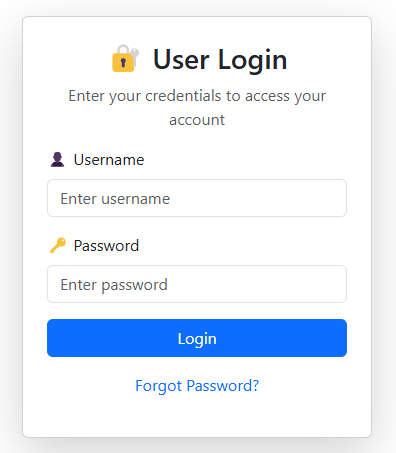 🔐 User Login
Enter your credentials to access your
account
👤 Username
Enter username
🔑 Password
Enter password
Login
Forgot Password?